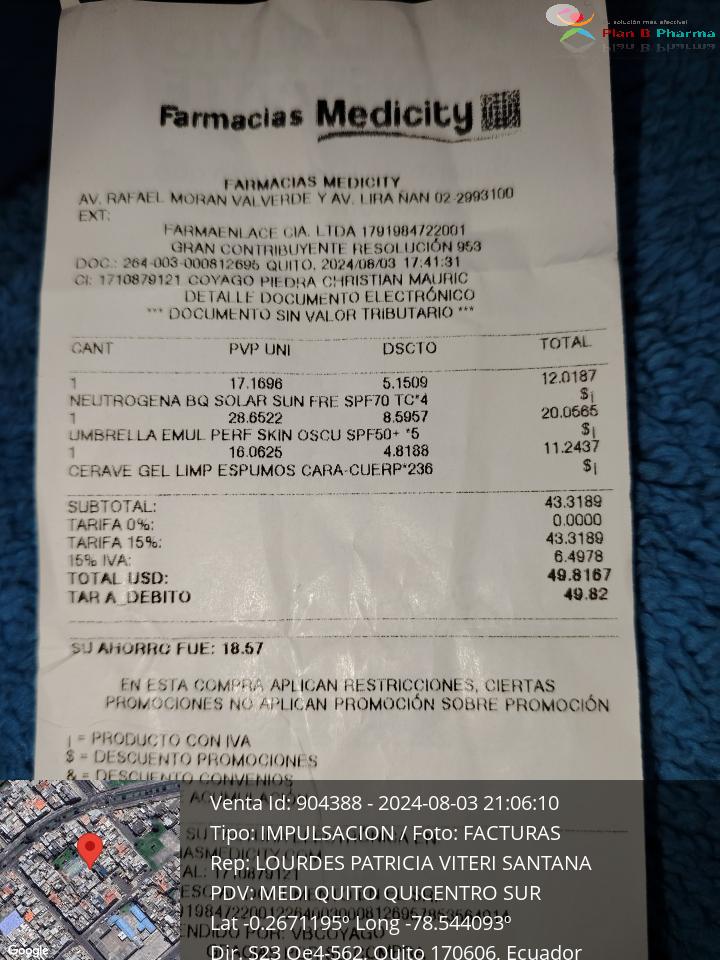 La solución más efectiva!
Plan B Pharma
Farmacias Medicity
FARMACIAS MEDICITY
AV. RAFAEL MORAN VALVERDE Y AV. LIRA ÑAN 02-2993100
EXT:
FARMAENLACE CIA. LTDA 1791984722001
GRAN CONTRIBUYENTE RESOLUCIÓN 953
DOC.: 264-003-000812695 QUITO, 2024/08/03 17:41:31
CI: 1710879121 COYAGO PIEDRA CHRISTIAN MAURIC
DETALLE DOCUMENTO ELECTRÓNICO
*** DOCUMENTO SIN VALOR TRIBUTARIO ***
CANT PVP UNI DSCTO TOTAL
1 17.1696 5.1509 12.0187
NEUTROGENA BQ SOLAR SUN FRE SPF70 TC*4 $¡
1 28.6522 8.5957 20.0565
UMBRELLA EMUL PERF SKIN OSCU SPF50+ *5 $¡
1 16.0625 4.8188 11.2437
CERAVE GEL LIMP ESPUMOS CARA-CUERP*236 $¡
SUBTOTAL: 43.3189
TARIFA 0%: 0.0000
TARIFA 15%: 43.3189
15% IVA: 6.4978
TOTAL USD: 49.8167
TAR A_DEBITO 49.82
SU AHORRO FUE: 18.57
EN ESTA COMPRA APLICAN RESTRICCIONES, CIERTAS
PROMOCIONES NO APLICAN PROMOCIÓN SOBRE PROMOCIÓN
¡ = PRODUCTO CON IVA
$ = DESCUENTO PROMOCIONES
& = DESCUENTO CONVENIOS
Venta Id: 904388 - 2024-08-03 21:06:10
Tipo: IMPULSACION / Foto: FACTURAS
Rep: LOURDES PATRICIA VITERI SANTANA
PDV: MEDI QUITO QUICENTRO SUR
Lat -0.2671195º Long -78.544093º
Dir. S23 Oe4-562, Quito 170606, Ecuador
Google